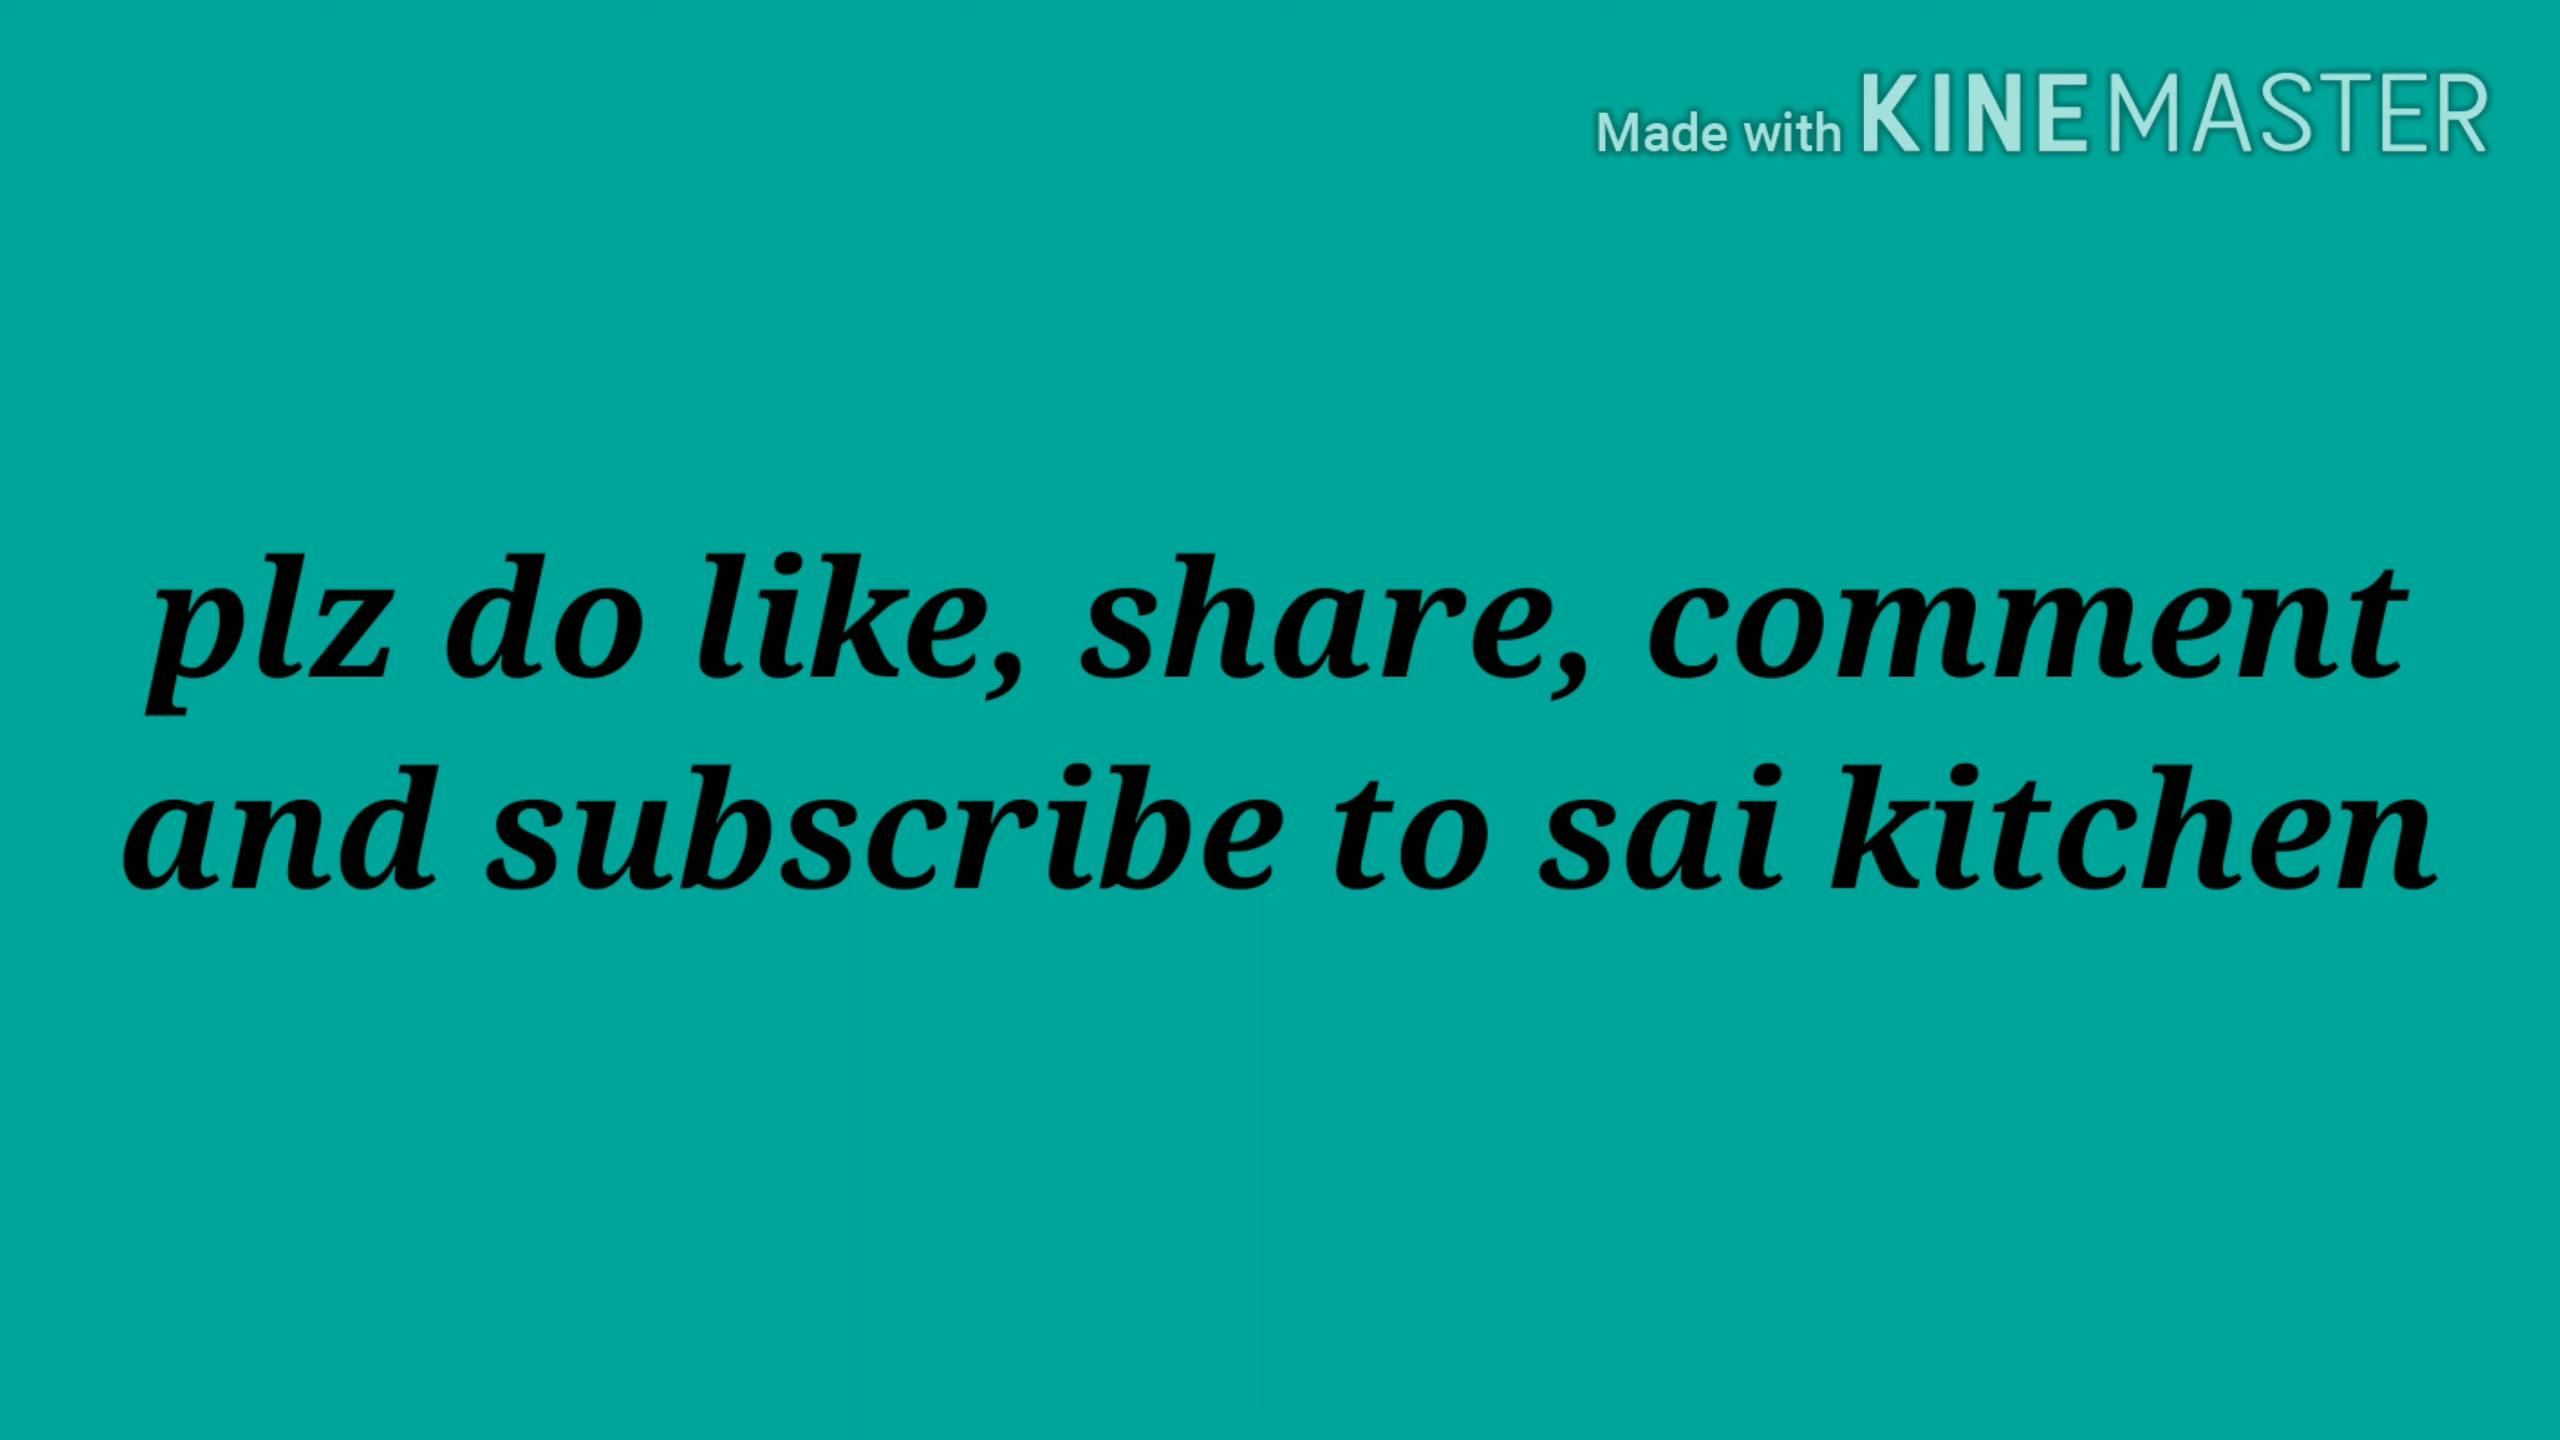 Made with KINEMASTER
plz do like, share, comment
and subscribe to sai kitchen